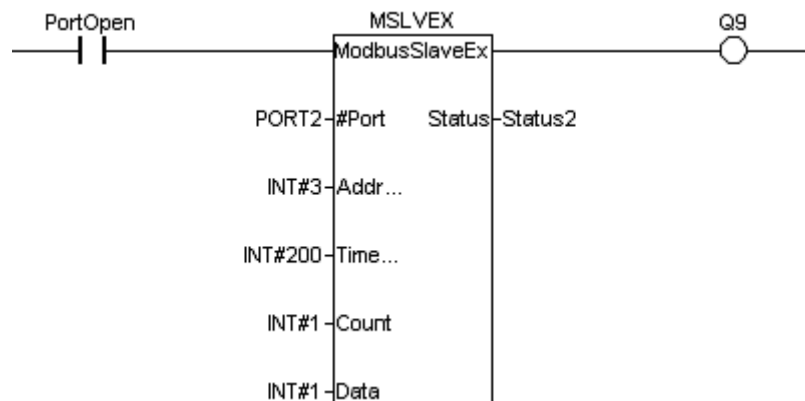 PortOpen MSLVEX Q9
ModbusSlaveEx
PORT2 #Port Status Status2
INT#3 Addr...
INT#200 Time...
INT#1 Count
INT#1 Data